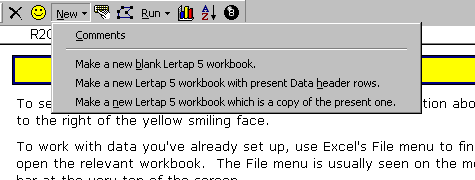 New Run
R20
Comments
Make a new blank Lertap 5 workbook.
Make a new Lertap 5 workbook with present Data header rows.
Make a new Lertap 5 workbook which is a copy of the present one.
To se tion abo
to the right of the yellow smiling face.
To work with data you've already set up, use Excel's File menu to fin
open the relevant workbook. The File menu is usually seen on the m
bar at the very top of the screen.